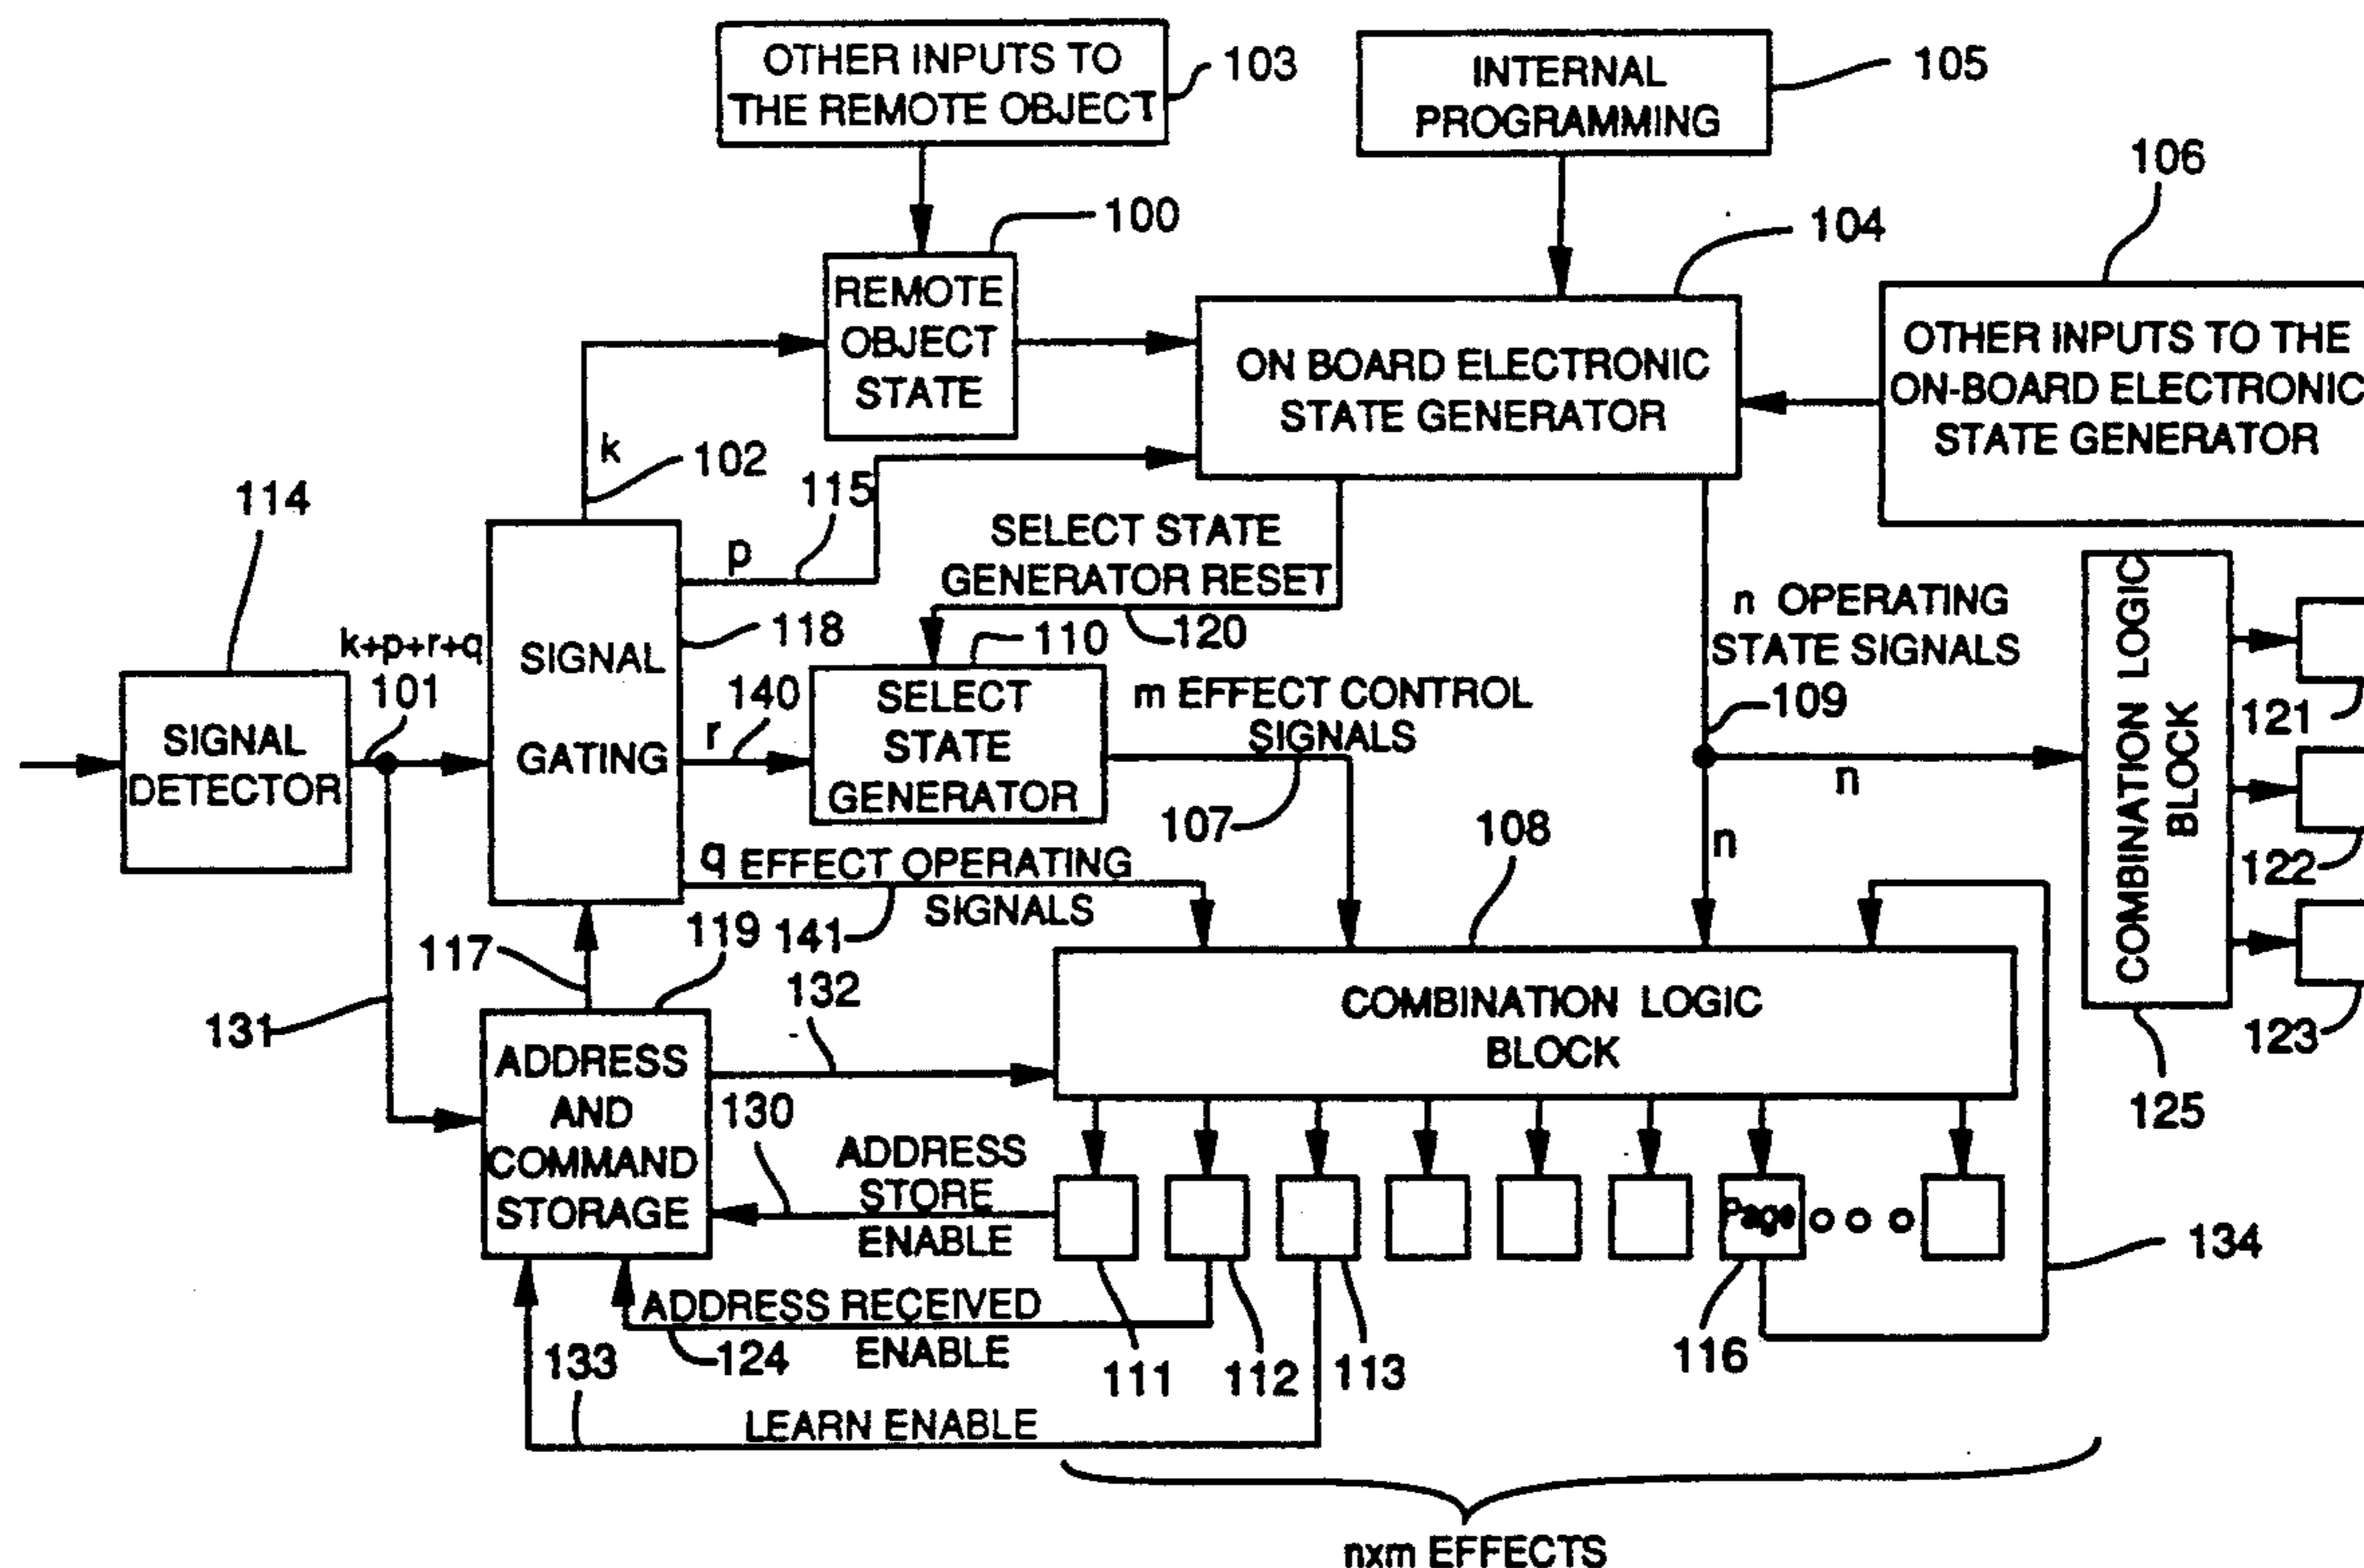 OTHER INPUTS TO
THE REMOTE OBJECT
103
INTERNAL
PROGRAMMING
105
106
100
104
REMOTE
OBJECT
STATE
ON BOARD ELECTRONIC
STATE GENERATOR
OTHER INPUTS TO THE
ON-BOARD ELECTRONIC
STATE GENERATOR
k
102
115
114
p
SELECT STATE
GENERATOR RESET
120
118
110
k+p+r+q
101
SIGNAL
GATING
SIGNAL
DETECTOR
r
140
SELECT
STATE
GENERATOR
m EFFECT CONTROL
SIGNALS
107
n OPERATING
STATE SIGNALS
109
n
n
COMBINATION LOGIC
BLOCK
121
122
123
125
q EFFECT OPERATING
SIGNALS
141
108
119
117
132
131
COMBINATION LOGIC
BLOCK
ADDRESS
AND
COMMAND
STORAGE
130
ADDRESS
STORE
ENABLE
Page
134
ADDRESS RECEIVED
ENABLE
124
133
111
112
113
116
LEARN ENABLE
nxm EFFECTS